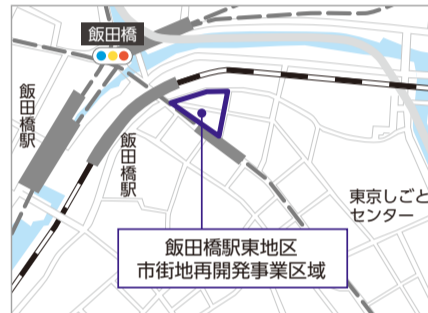 飯田橋
飯田橋駅
飯田橋駅
東京しごと
センター
飯田橋駅東地区
市街地再開発事業区域